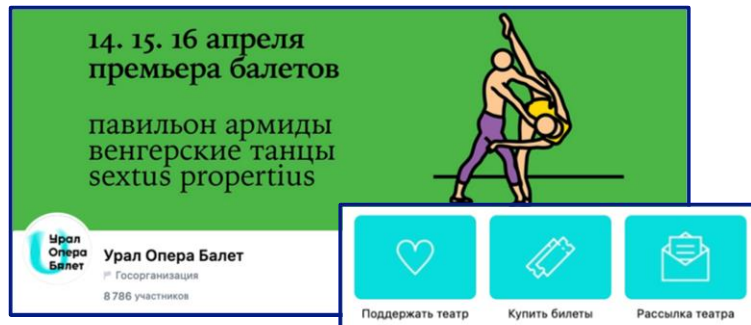 14. 15. 16 апреля
премьера балетов
павильон армиды
венгерские танцы
sextus propertius
Урал
Опера
Балет
Урал Опера Балет
Госорганизация
8 786 участников
Поддержать театр
Купить билеты
Рассылка театра